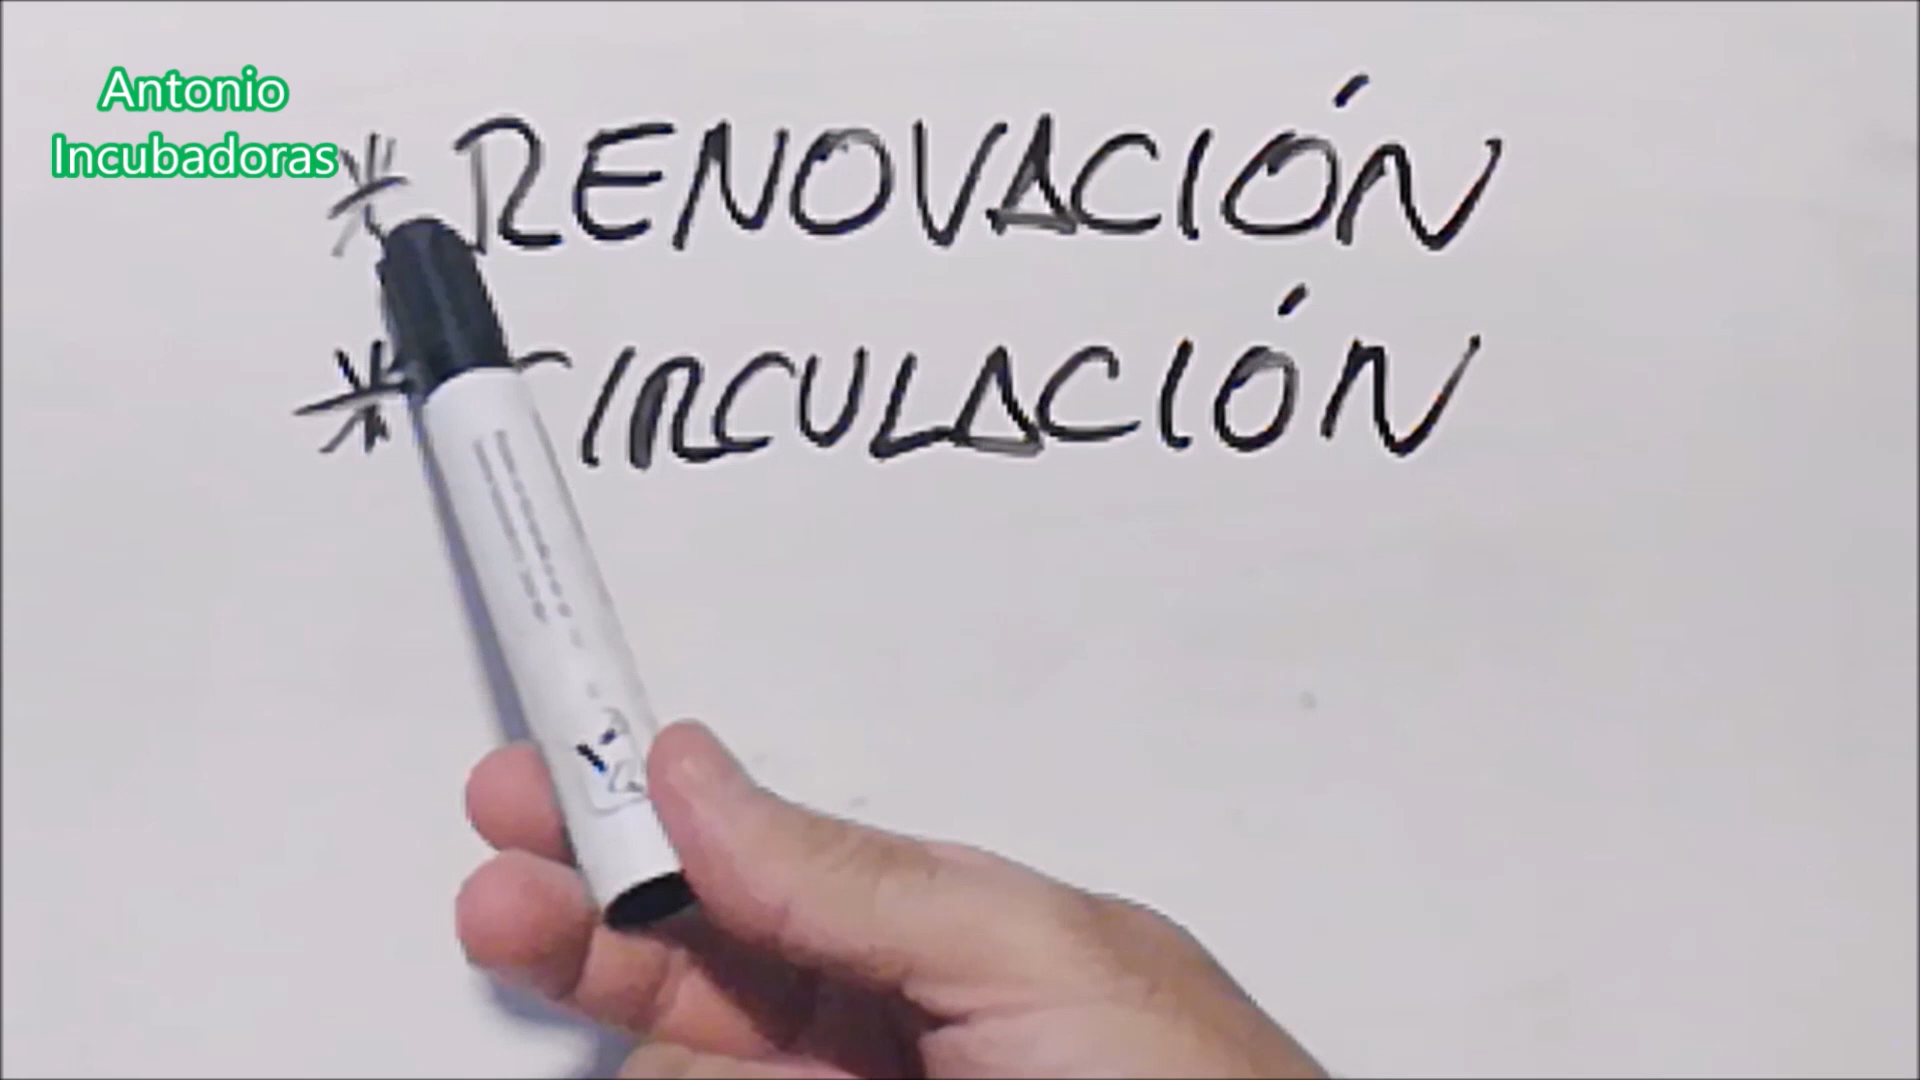 Antonio
Incubadoras
* RENOVACIÓN
* CIRCULACIÓN